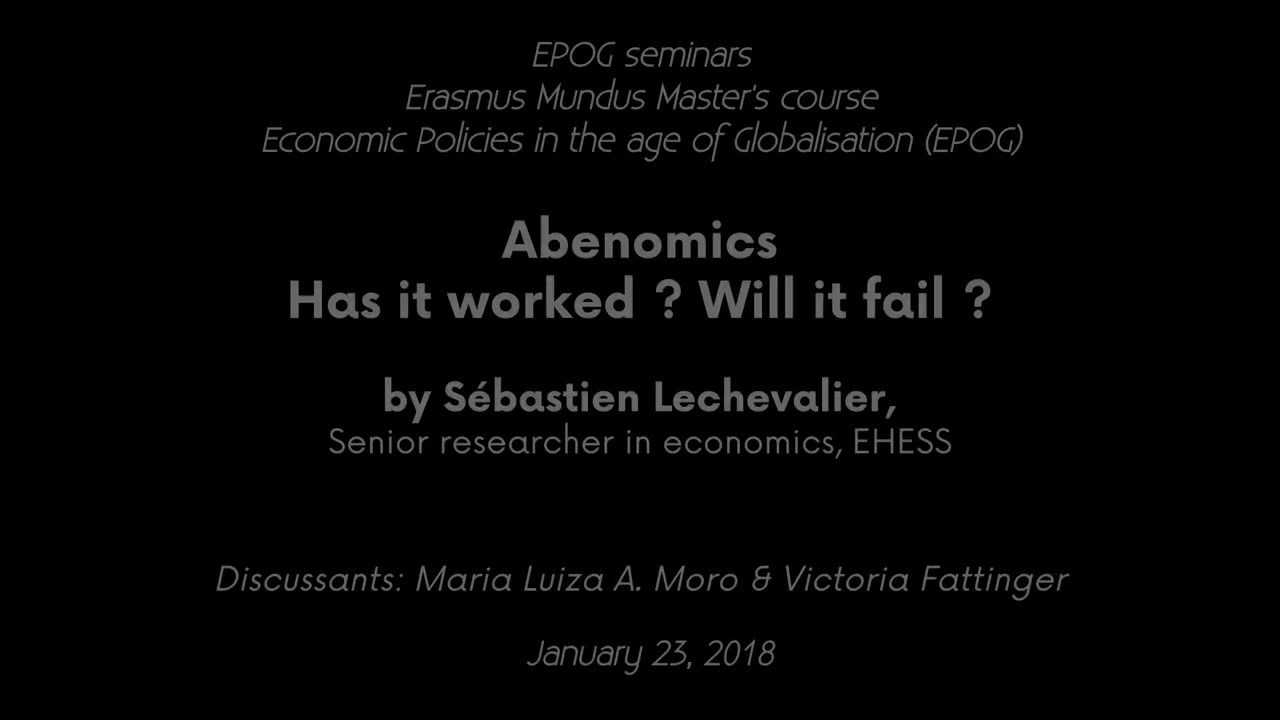 EPOG seminars
Erasmus Mundus Master's course
Economic Policies in the age of Globalisation (EPOG)
Abenomics
Has it worked ? Will it fail ?
by Sébastien Lechevalier,
Senior researcher in economics, EHESS
Discussants: Maria Luiza A. Moro & Victoria Fattinger
January 23, 2018